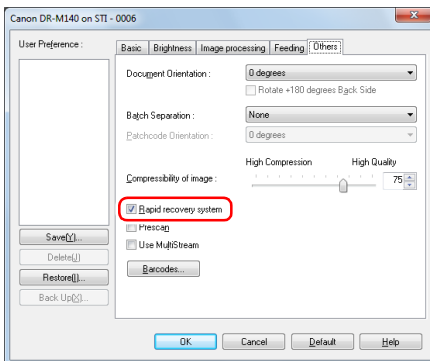 Canon DR-M140 on STI - 0006
User Preference :
Save(Y)...
Delete(J)
Restore(I)...
Back Up(X)...
Basic Brightness Image processing Feeding Others
Document Orientation : 0 degrees
Rotate +180 degrees Back Side
Batch Separation : None
Patchcode Orientation : 0 degrees
High Compression High Quality
Compressibility of image : 75
Rapid recovery system
Prescan
Use MultiStream
Barcodes...
OK Cancel Default Help